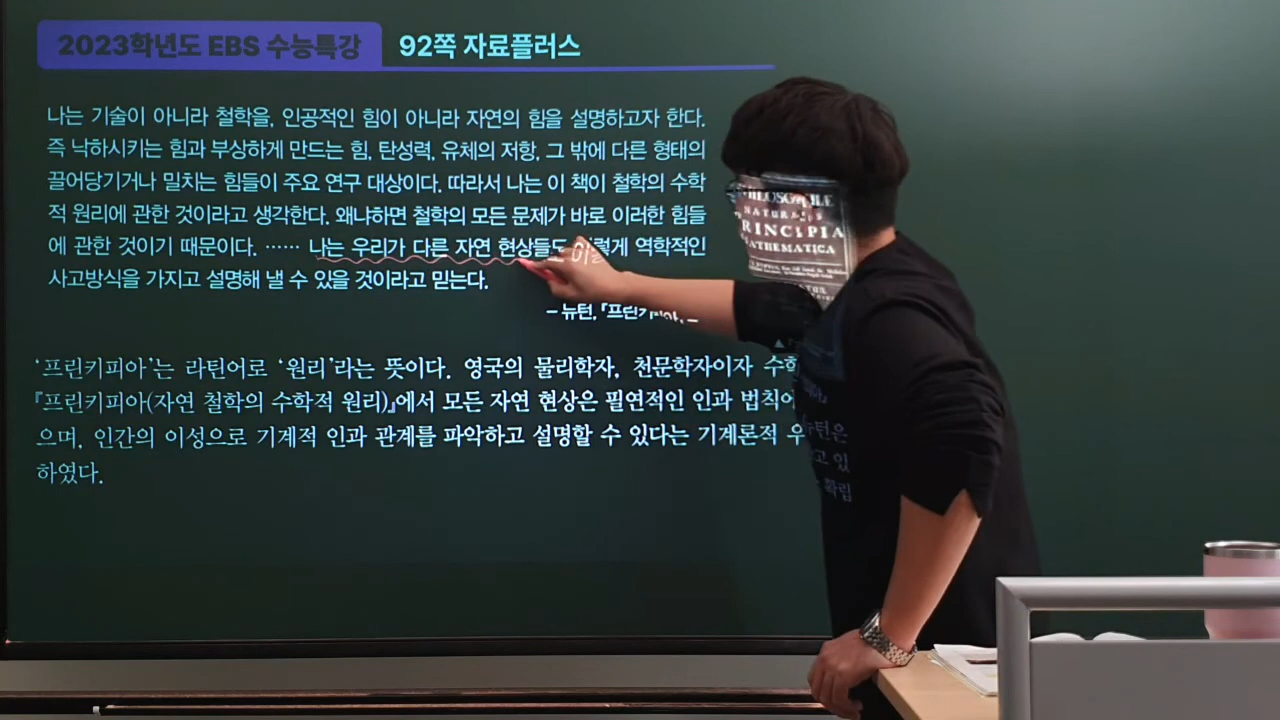 2023학년도 EBS 수능특강 92쪽 자료플러스
나는 기술이 아니라 철학을, 인공적인 힘이 아니라 자연의 힘을 설명하고자 한다.
즉 낙하시키는 힘과 부상하게 만드는 힘, 탄성력, 유체의 저항, 그 밖에 다른 형태의
끌어당기거나 밀치는 힘들이 주요 연구 대상이다. 따라서 나는 이 책이 철학의 수학
적 원리에 관한 것이라고 생각한다. 왜냐하면 철학의 모든 문제가 바로 이러한 힘들
에 관한 것이기 때문이다. …… 나는 우리가 다른 자연 현상들도 이렇게 역학적인
사고방식을 가지고 설명해 낼 수 있을 것이라고 믿는다.
– 뉴턴, 『프린키피아』 –
PRINCIPIA
MATHEMATICA
‘프린키피아’는 라틴어로 ‘원리’라는 뜻이다. 영국의 물리학자, 천문학자이자
『프린키피아(자연 철학의 수학적 원리)』에서 모든 자연 현상은 필연적인 인과 법칙에
뉴턴은
으며, 인간의 이성으로 기계적 인과 관계를 파악하고 설명할 수 있다는 기계론적 우
고 있
하였다.
확립